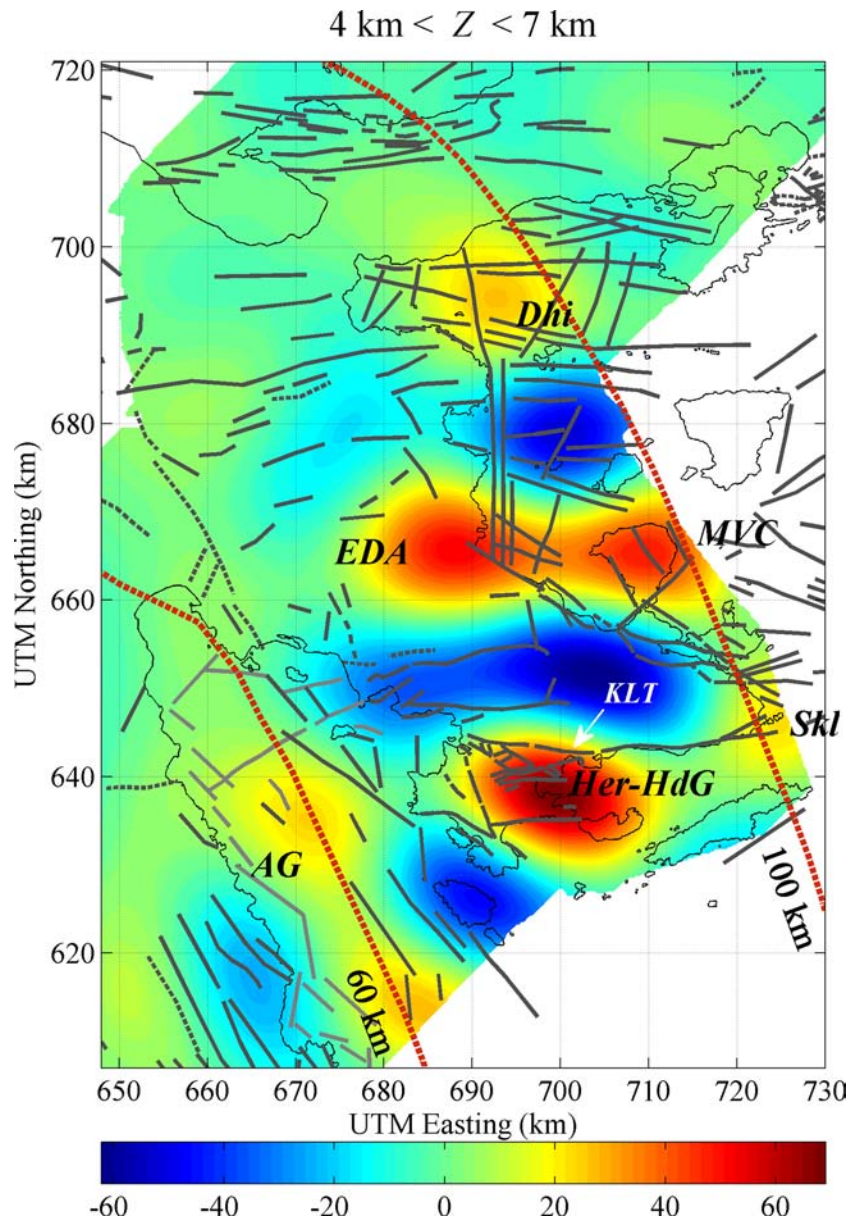 4 km < Z < 7 km
720
700
680
660
640
620
UTM Northing (km)
Dhi
EDA
MVC
KLT
Skl
Her-HdG
AG
100 km
60 km
650 660 670 680 690 700 710 720 730
UTM Easting (km)
-60 -40 -20 0 20 40 60